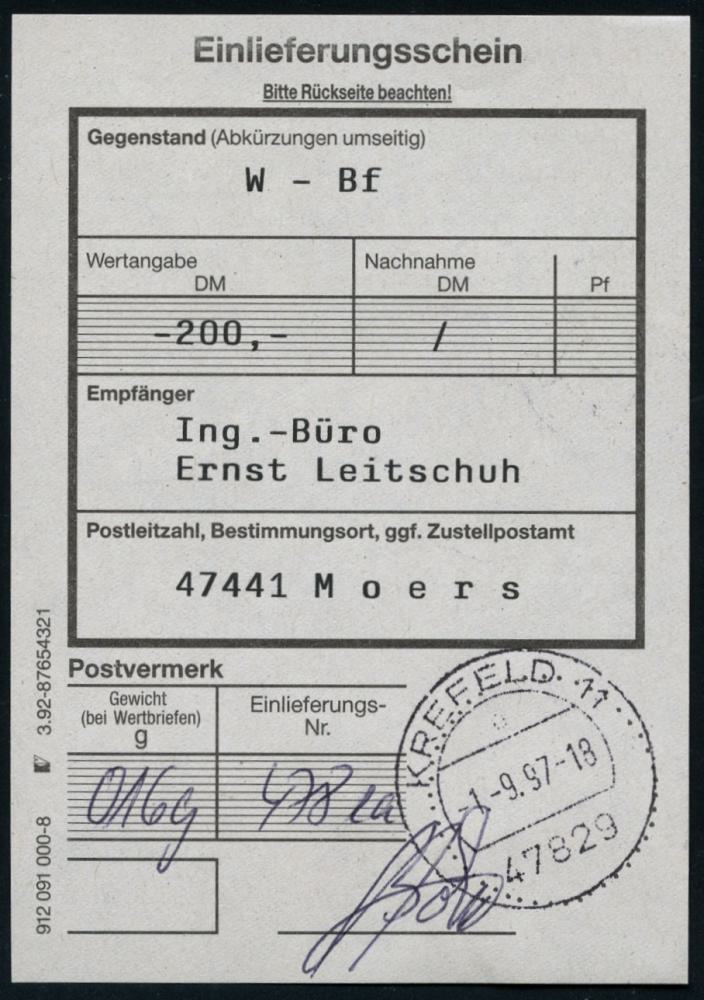 Einlieferungsschein
Bitte Rückseite beachten!
Gegenstand (Abkürzungen umseitig)
W - Bf
Wertangabe
DM
Nachnahme
DM
Pf
-200,-
/
Empfänger
Ing.-Büro
Ernst Leitschuh
Postleitzahl, Bestimmungsort, ggf. Zustellpostamt
47441 M o e r s
Postvermerk
Gewicht
(bei Wertbriefen)
g
Einlieferungs-
Nr.
016g
478
KREFELD 11
-1.-9.97-18
47829
912 091 000-8 3.92-87654321